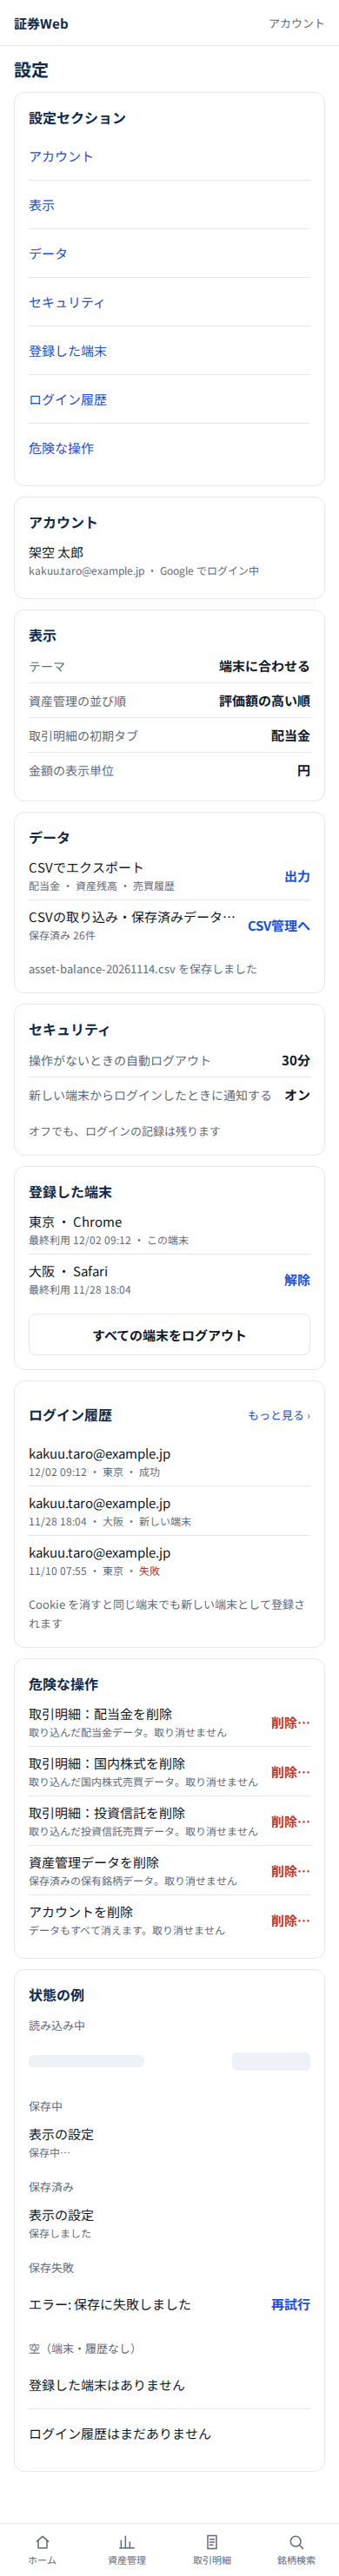 証券Web
アカウント
設定
設定セクション
アカウント
表示
データ
セキュリティ
登録した端末
ログイン履歴
危険な操作
アカウント
架空 太郎
kakuu.taro@example.jp ・ Google でログイン中
表示
テーマ 端末に合わせる
資産管理の並び順 評価額の高い順
取引明細の初期タブ 配当金
金額の表示単位 円
データ
CSVでエクスポート
配当金 ・ 資産残高 ・ 売買履歴
出力
CSVの取り込み・保存済みデータ…
保存済み 26件
CSV管理へ
asset-balance-20261114.csv を保存しました
セキュリティ
操作がないときの自動ログアウト 30分
新しい端末からログインしたときに通知する オン
オフでも、ログインの記録は残ります
登録した端末
東京 ・ Chrome
最終利用 12/02 09:12 ・ この端末
大阪 ・ Safari
最終利用 11/28 18:04
解除
すべての端末をログアウト
ログイン履歴 もっと見る ›
kakuu.taro@example.jp
12/02 09:12 ・ 東京 ・ 成功
kakuu.taro@example.jp
11/28 18:04 ・ 大阪 ・ 新しい端末
kakuu.taro@example.jp
11/10 07:55 ・ 東京 ・ 失敗
Cookie を消すと同じ端末でも新しい端末として登録さ
れます
危険な操作
取引明細：配当金を削除
取り込んだ配当金データ。取り消せません
削除…
取引明細：国内株式を削除
取り込んだ国内株式売買データ。取り消せません
削除…
取引明細：投資信託を削除
取り込んだ投資信託売買データ。取り消せません
削除…
資産管理データを削除
保存済みの保有銘柄データ。取り消せません
削除…
アカウントを削除
データもすべて消えます。取り消せません
削除…
状態の例
読み込み中
保存中
表示の設定
保存中…
保存済み
表示の設定
保存しました
保存失敗
エラー: 保存に失敗しました 再試行
空（端末・履歴なし）
登録した端末はありません
ログイン履歴はまだありません
ホーム 資産管理 取引明細 銘柄検索